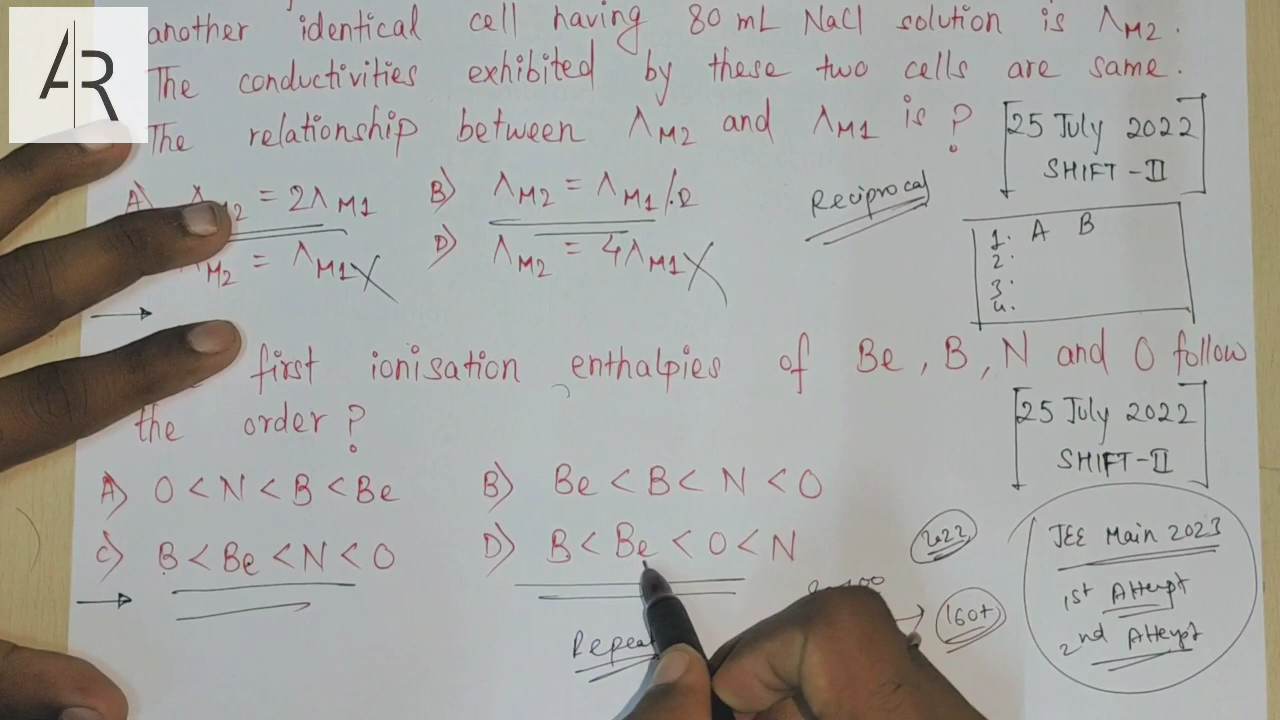 AR
another identical cell having 80 mL NaCl solution is ΛM2.
The conductivities exhibited by these two cells are same.
The relationship between ΛM2 and ΛM1 is ?
[25 July 2022
SHIFT-II]
A) = 2ΛM1 B) ΛM2 = ΛM1/2
Reciprocal
M2 = ΛM1 D) ΛM2 = 4ΛM1
1. A B
2.
3.
4.
first ionisation enthalpies of Be, B, N and O follow
the order ?
[25 July 2022
SHIFT-II]
A) O < N < B < Be B) Be < B < N < O
C) B < Be < N < O D) B < Be < O < N
2022
160+
JEE Main 2023
1st Attempt
2nd Attempt
Repeat